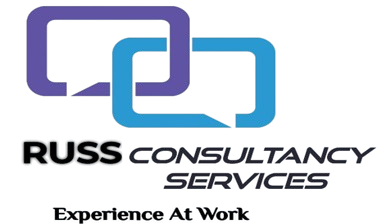 RUSS CONSULTANCY
SERVICES
Experience At Work